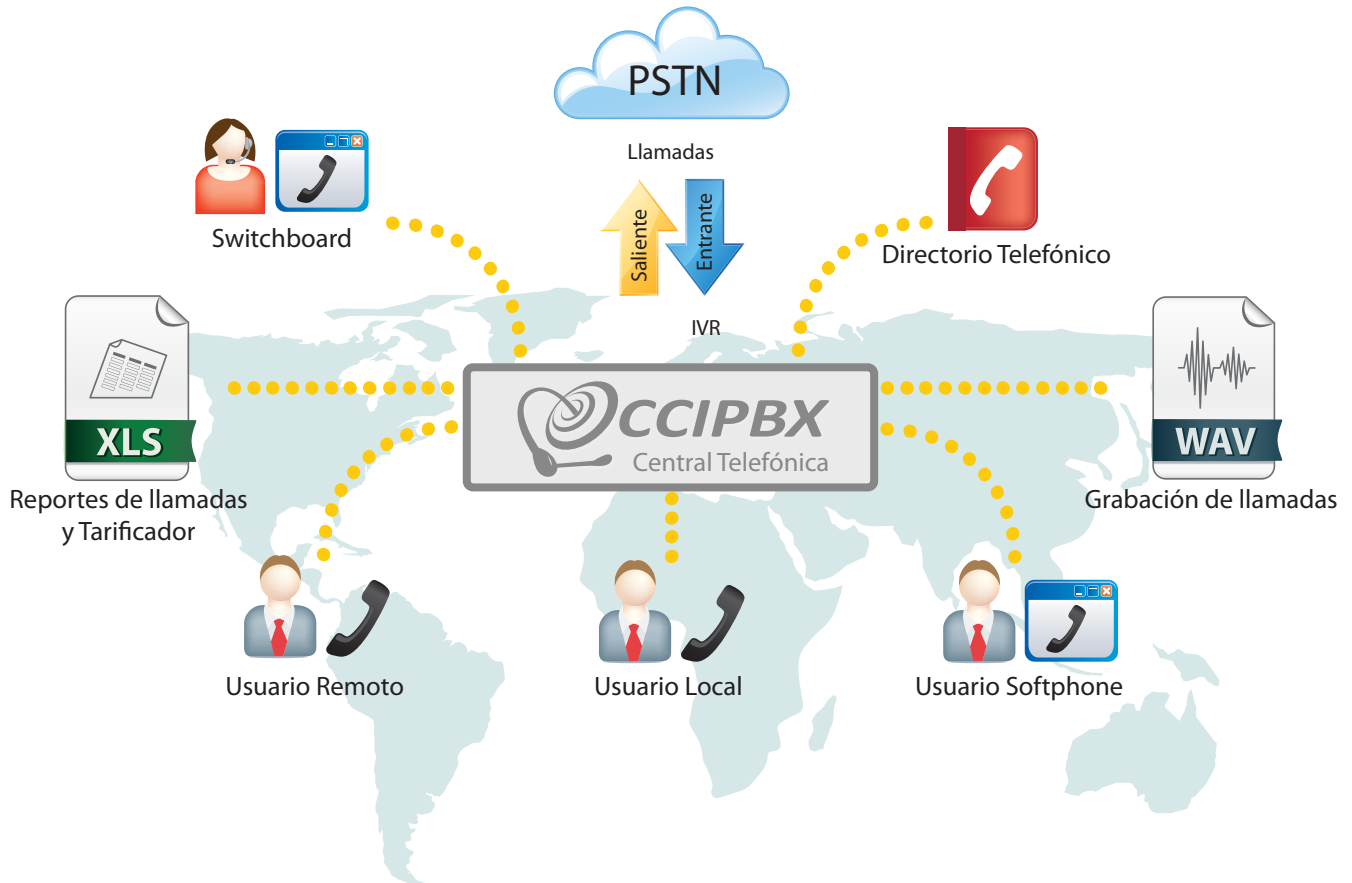 PSTN
Llamadas
Saliente
Entrante
IVR
Switchboard
Directorio Telefónico
XLS
Reportes de llamadas
y Tarificador
CCIPBX
Central Telefónica
WAV
Grabación de llamadas
Usuario Remoto
Usuario Local
Usuario Softphone